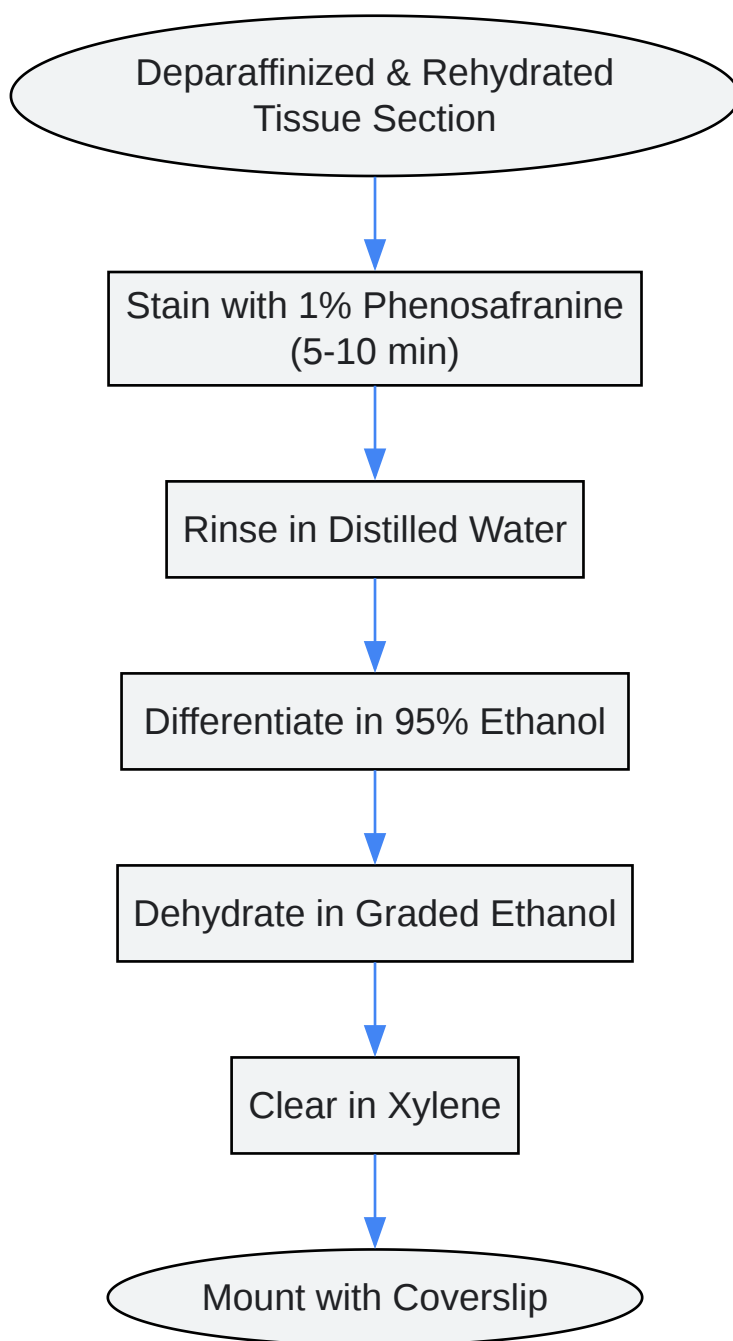 Deparaffinized & Rehydrated
Tissue Section
Stain with 1% Phenosafranine
(5-10 min)
Rinse in Distilled Water
Differentiate in 95% Ethanol
Dehydrate in Graded Ethanol
Clear in Xylene
Mount with Coverslip